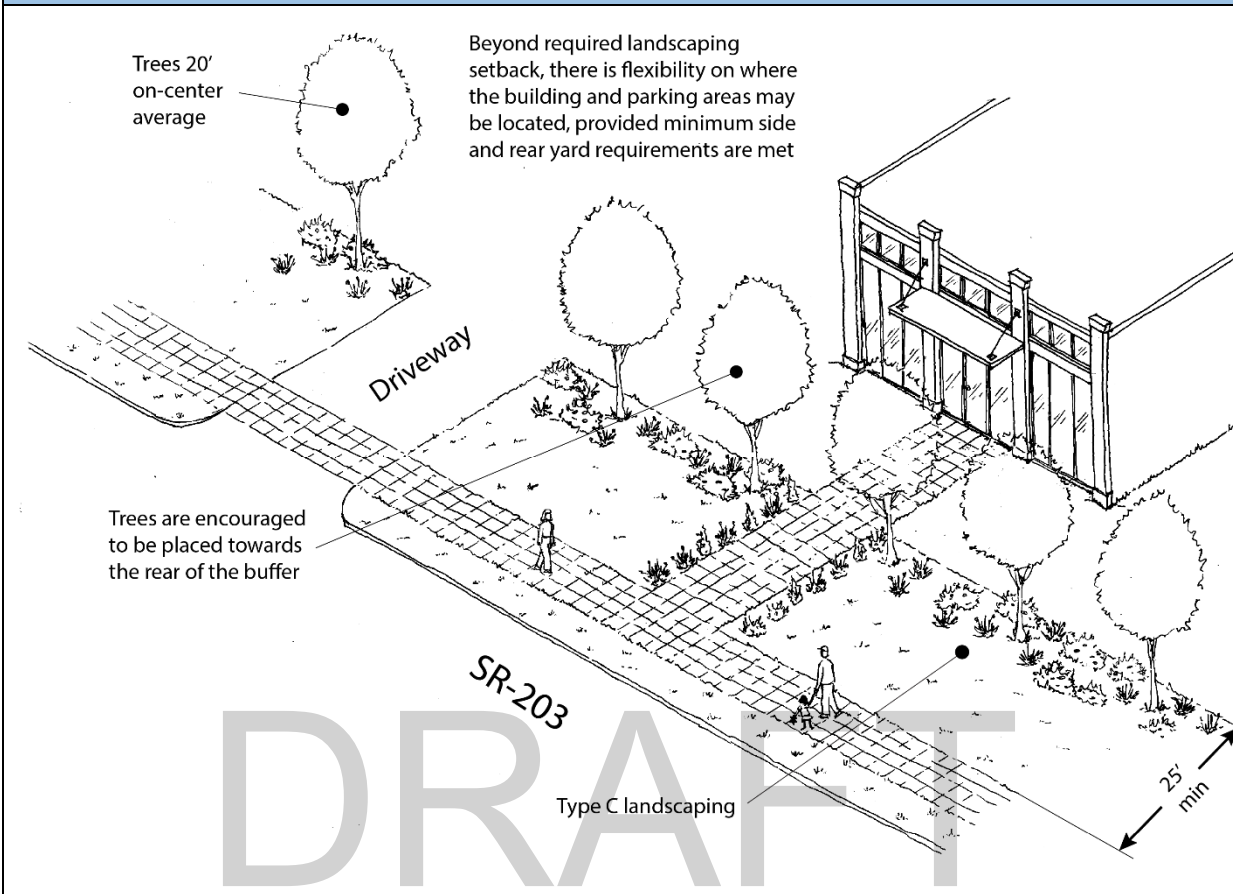 Trees 20'
on-center
average
Beyond required landscaping
setback, there is flexibility on where
the building and parking areas may
be located, provided minimum side
and rear yard requirements are met
Driveway
Trees are encouraged
to be placed towards
the rear of the buffer
SR-203
Type C landscaping
25'
min
DRAFT